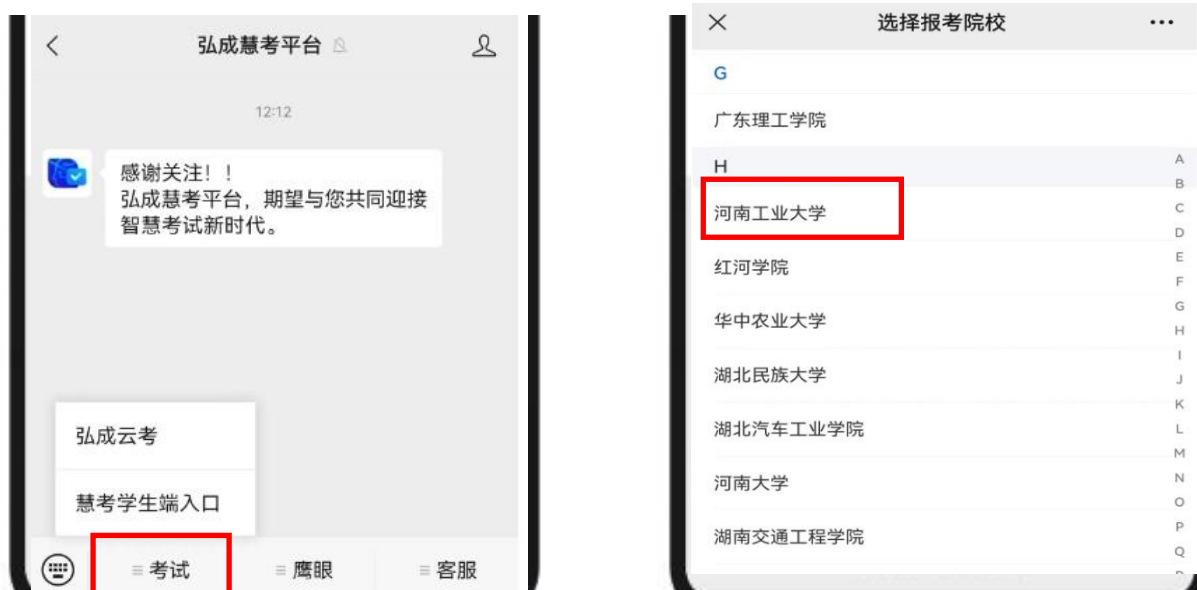 弘成慧考平台
12:12
感谢关注！！
弘成慧考平台，期望与您共同迎接
智慧考试新时代。
弘成云考
慧考学生端入口
考试
鹰眼
客服
选择报考院校
G
广东理工学院
H
河南工业大学
红河学院
华中农业大学
湖北民族大学
湖北汽车工业学院
河南大学
湖南交通工程学院
A
B
C
D
E
F
G
H
I
J
K
L
M
N
O
P
Q